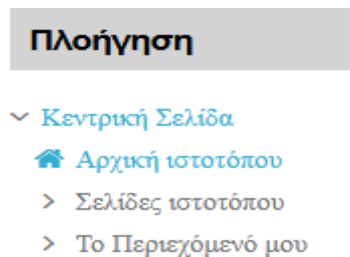 Πλοήγηση
Κεντρική Σελίδα
Αρχική ιστοτόπου
Σελίδες ιστοτόπου
Το Περιεχόμενό μου